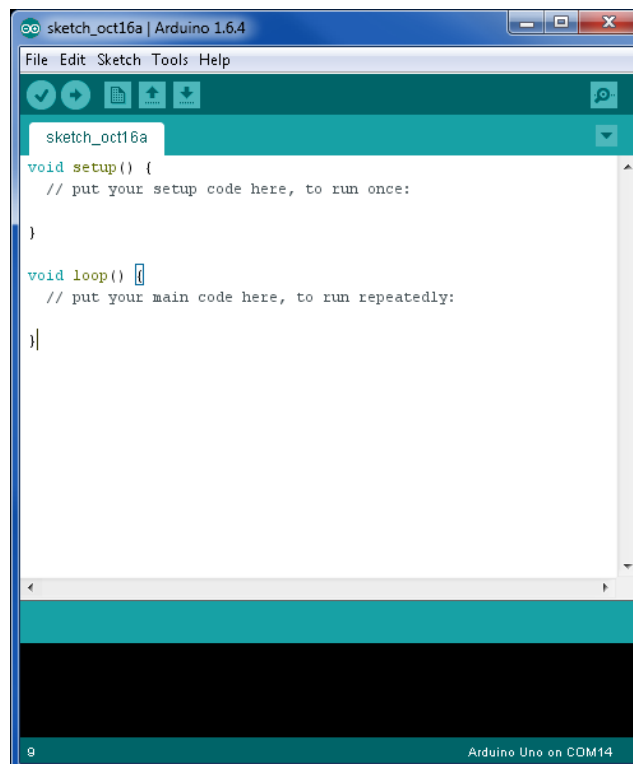 sketch_oct16a | Arduino 1.6.4
File Edit Sketch Tools Help
sketch_oct16a
void setup() {
  // put your setup code here, to run once:
}
void loop() {
  // put your main code here, to run repeatedly:
}
9
Arduino Uno on COM14